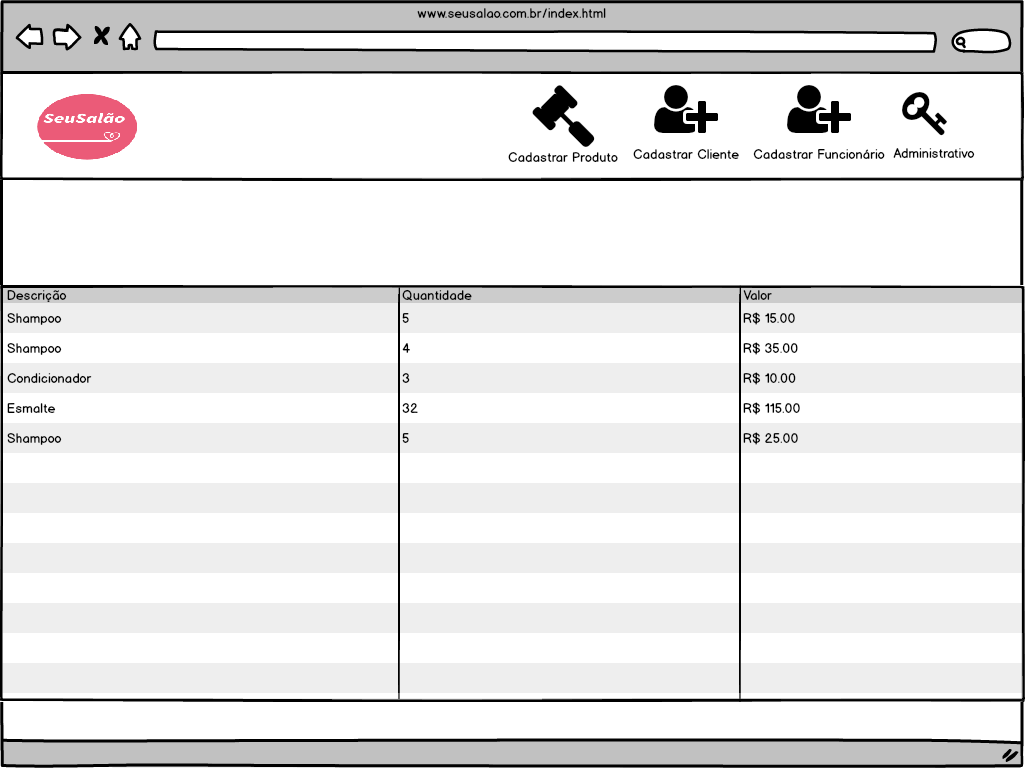 www.seusalao.com.br/index.html
SeuSalão
Cadastrar Produto Cadastrar Cliente Cadastrar Funcionário Administrativo
Descrição Quantidade Valor
Shampoo 5 R$ 15.00
Shampoo 4 R$ 35.00
Condicionador 3 R$ 10.00
Esmalte 32 R$ 115.00
Shampoo 5 R$ 25.00